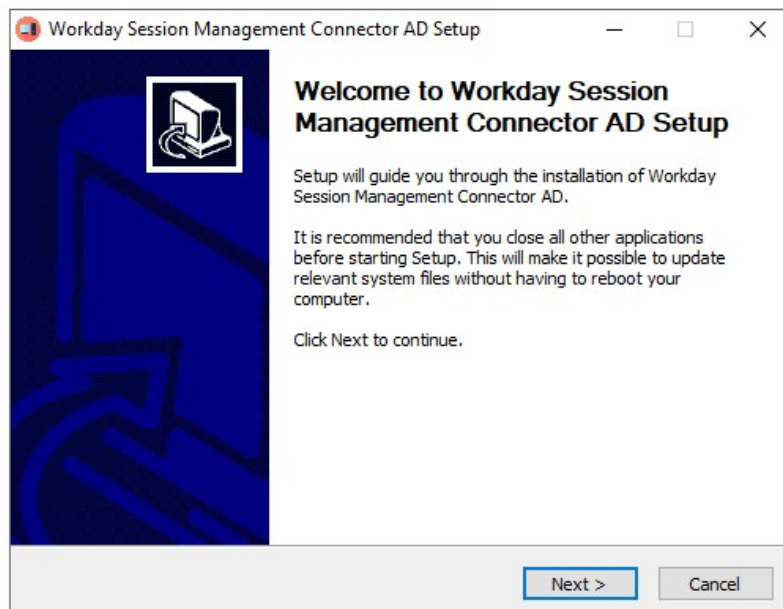 Workday Session Management Connector AD Setup
Welcome to Workday Session
Management Connector AD Setup
Setup will guide you through the installation of Workday
Session Management Connector AD.
It is recommended that you close all other applications
before starting Setup. This will make it possible to update
relevant system files without having to reboot your
computer.
Click Next to continue.
Next >
Cancel